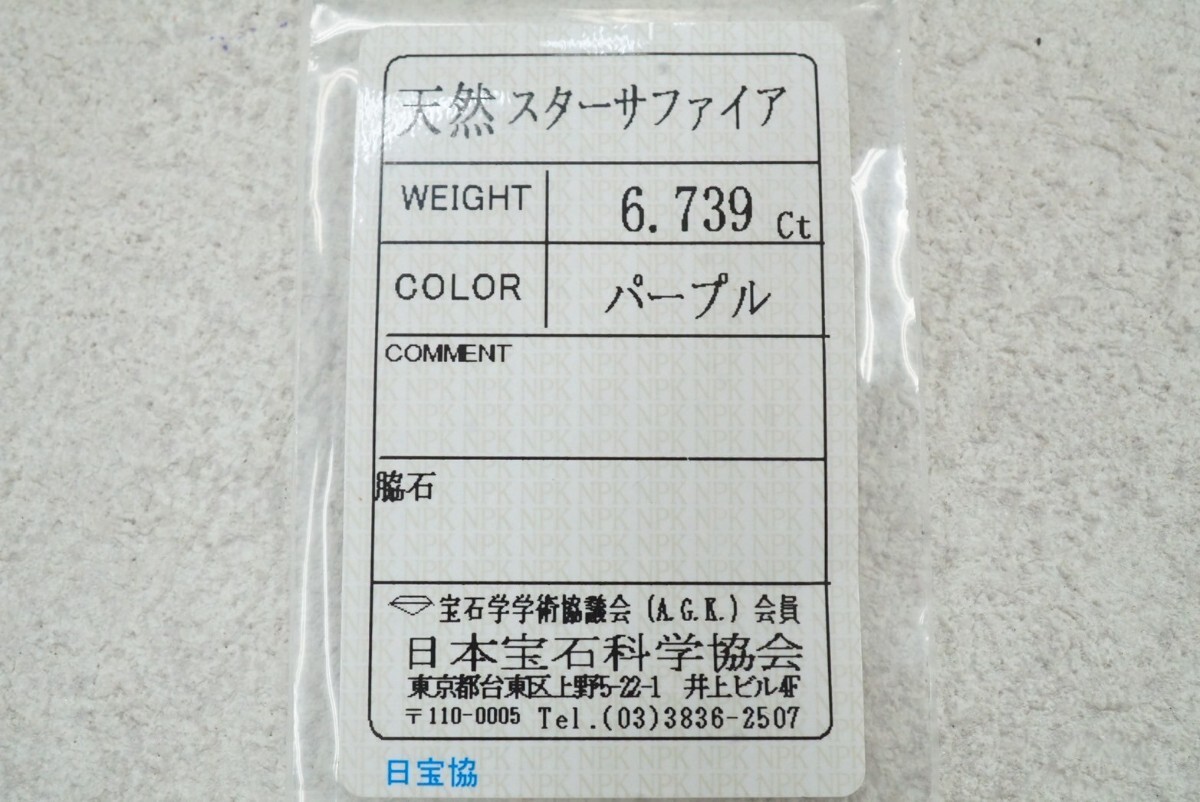 天然スターサファイア
WEIGHT 6.739 Ct
COLOR パープル
COMMENT
脇石
宝石学学術協議会 (A.G.K.) 会員
日本宝石科学協会
東京都台東区上野5-22-1 井上ビル4F
〒110-0005 Tel.(03)3836-2507
日宝協